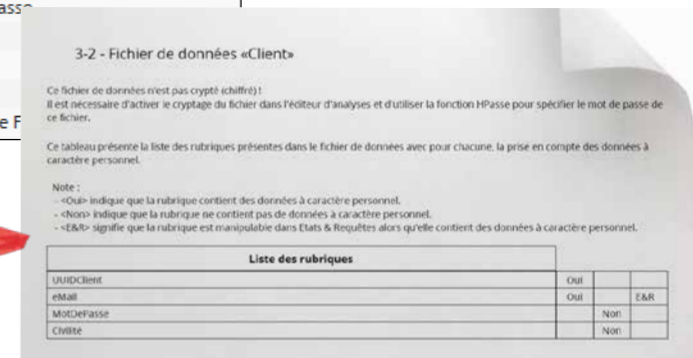 asse
e F
3-2 - Fichier de données «Client»
Ce fichier de données n'est pas crypté (chiffré) !
Il est nécessaire d'activer le cryptage du fichier dans l'éditeur d'analyses et d'utiliser la fonction HPasse pour spécifier le mot de passe de
ce fichier.
Ce tableau présente la liste des rubriques présentes dans le fichier de données avec pour chacune, la prise en compte des données à
caractère personnel.
Note :
- <Oui> indique que la rubrique contient des données à caractère personnel.
- <Non> indique que la rubrique ne contient pas de données à caractère personnel.
- <E&R> signifie que la rubrique est manipulable dans Etats & Requêtes alors qu'elle contient des données à caractère personnel.
Liste des rubriques
UUIDClient Oui
eMail Oui E&R
MotDePasse Non
Civilite Non